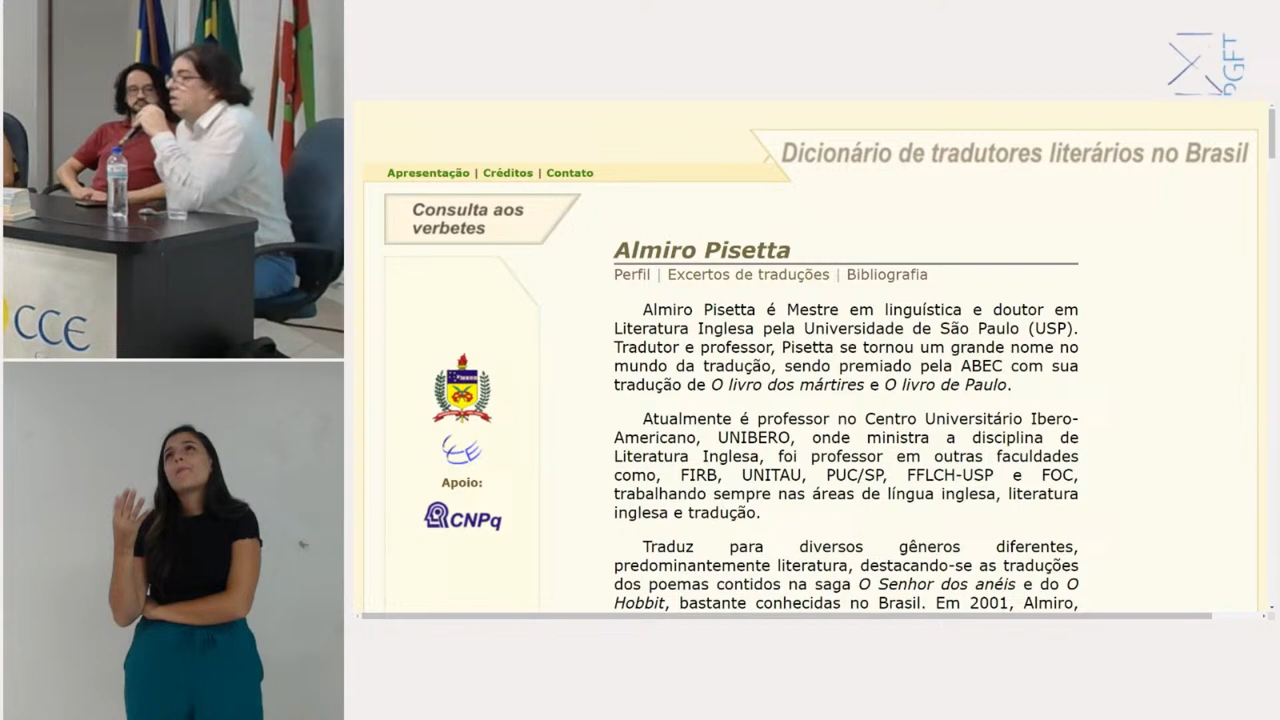 PGFT
Dicionário de tradutores literários no Brasil
Apresentação | Créditos | Contato
Consulta aos
verbetes
Almiro Pisetta
Perfil | Excertos de traduções | Bibliografia
Almiro Pisetta é Mestre em linguística e doutor em
Literatura Inglesa pela Universidade de São Paulo (USP).
Tradutor e professor, Pisetta se tornou um grande nome no
mundo da tradução, sendo premiado pela ABEC com sua
tradução de O livro dos mártires e O livro de Paulo.
Atualmente é professor no Centro Universitário Ibero-
Americano, UNIBERO, onde ministra a disciplina de
Literatura Inglesa, foi professor em outras faculdades
como, FIRB, UNITAU, PUC/SP, FFLCH-USP e FOC,
trabalhando sempre nas áreas de língua inglesa, literatura
inglesa e tradução.
Traduz para diversos gêneros diferentes,
predominantemente literatura, destacando-se as traduções
dos poemas contidos na saga O Senhor dos anéis e do O
Hobbit, bastante conhecidas no Brasil. Em 2001, Almiro,
CCE
Apoio:
CNPq
CCE